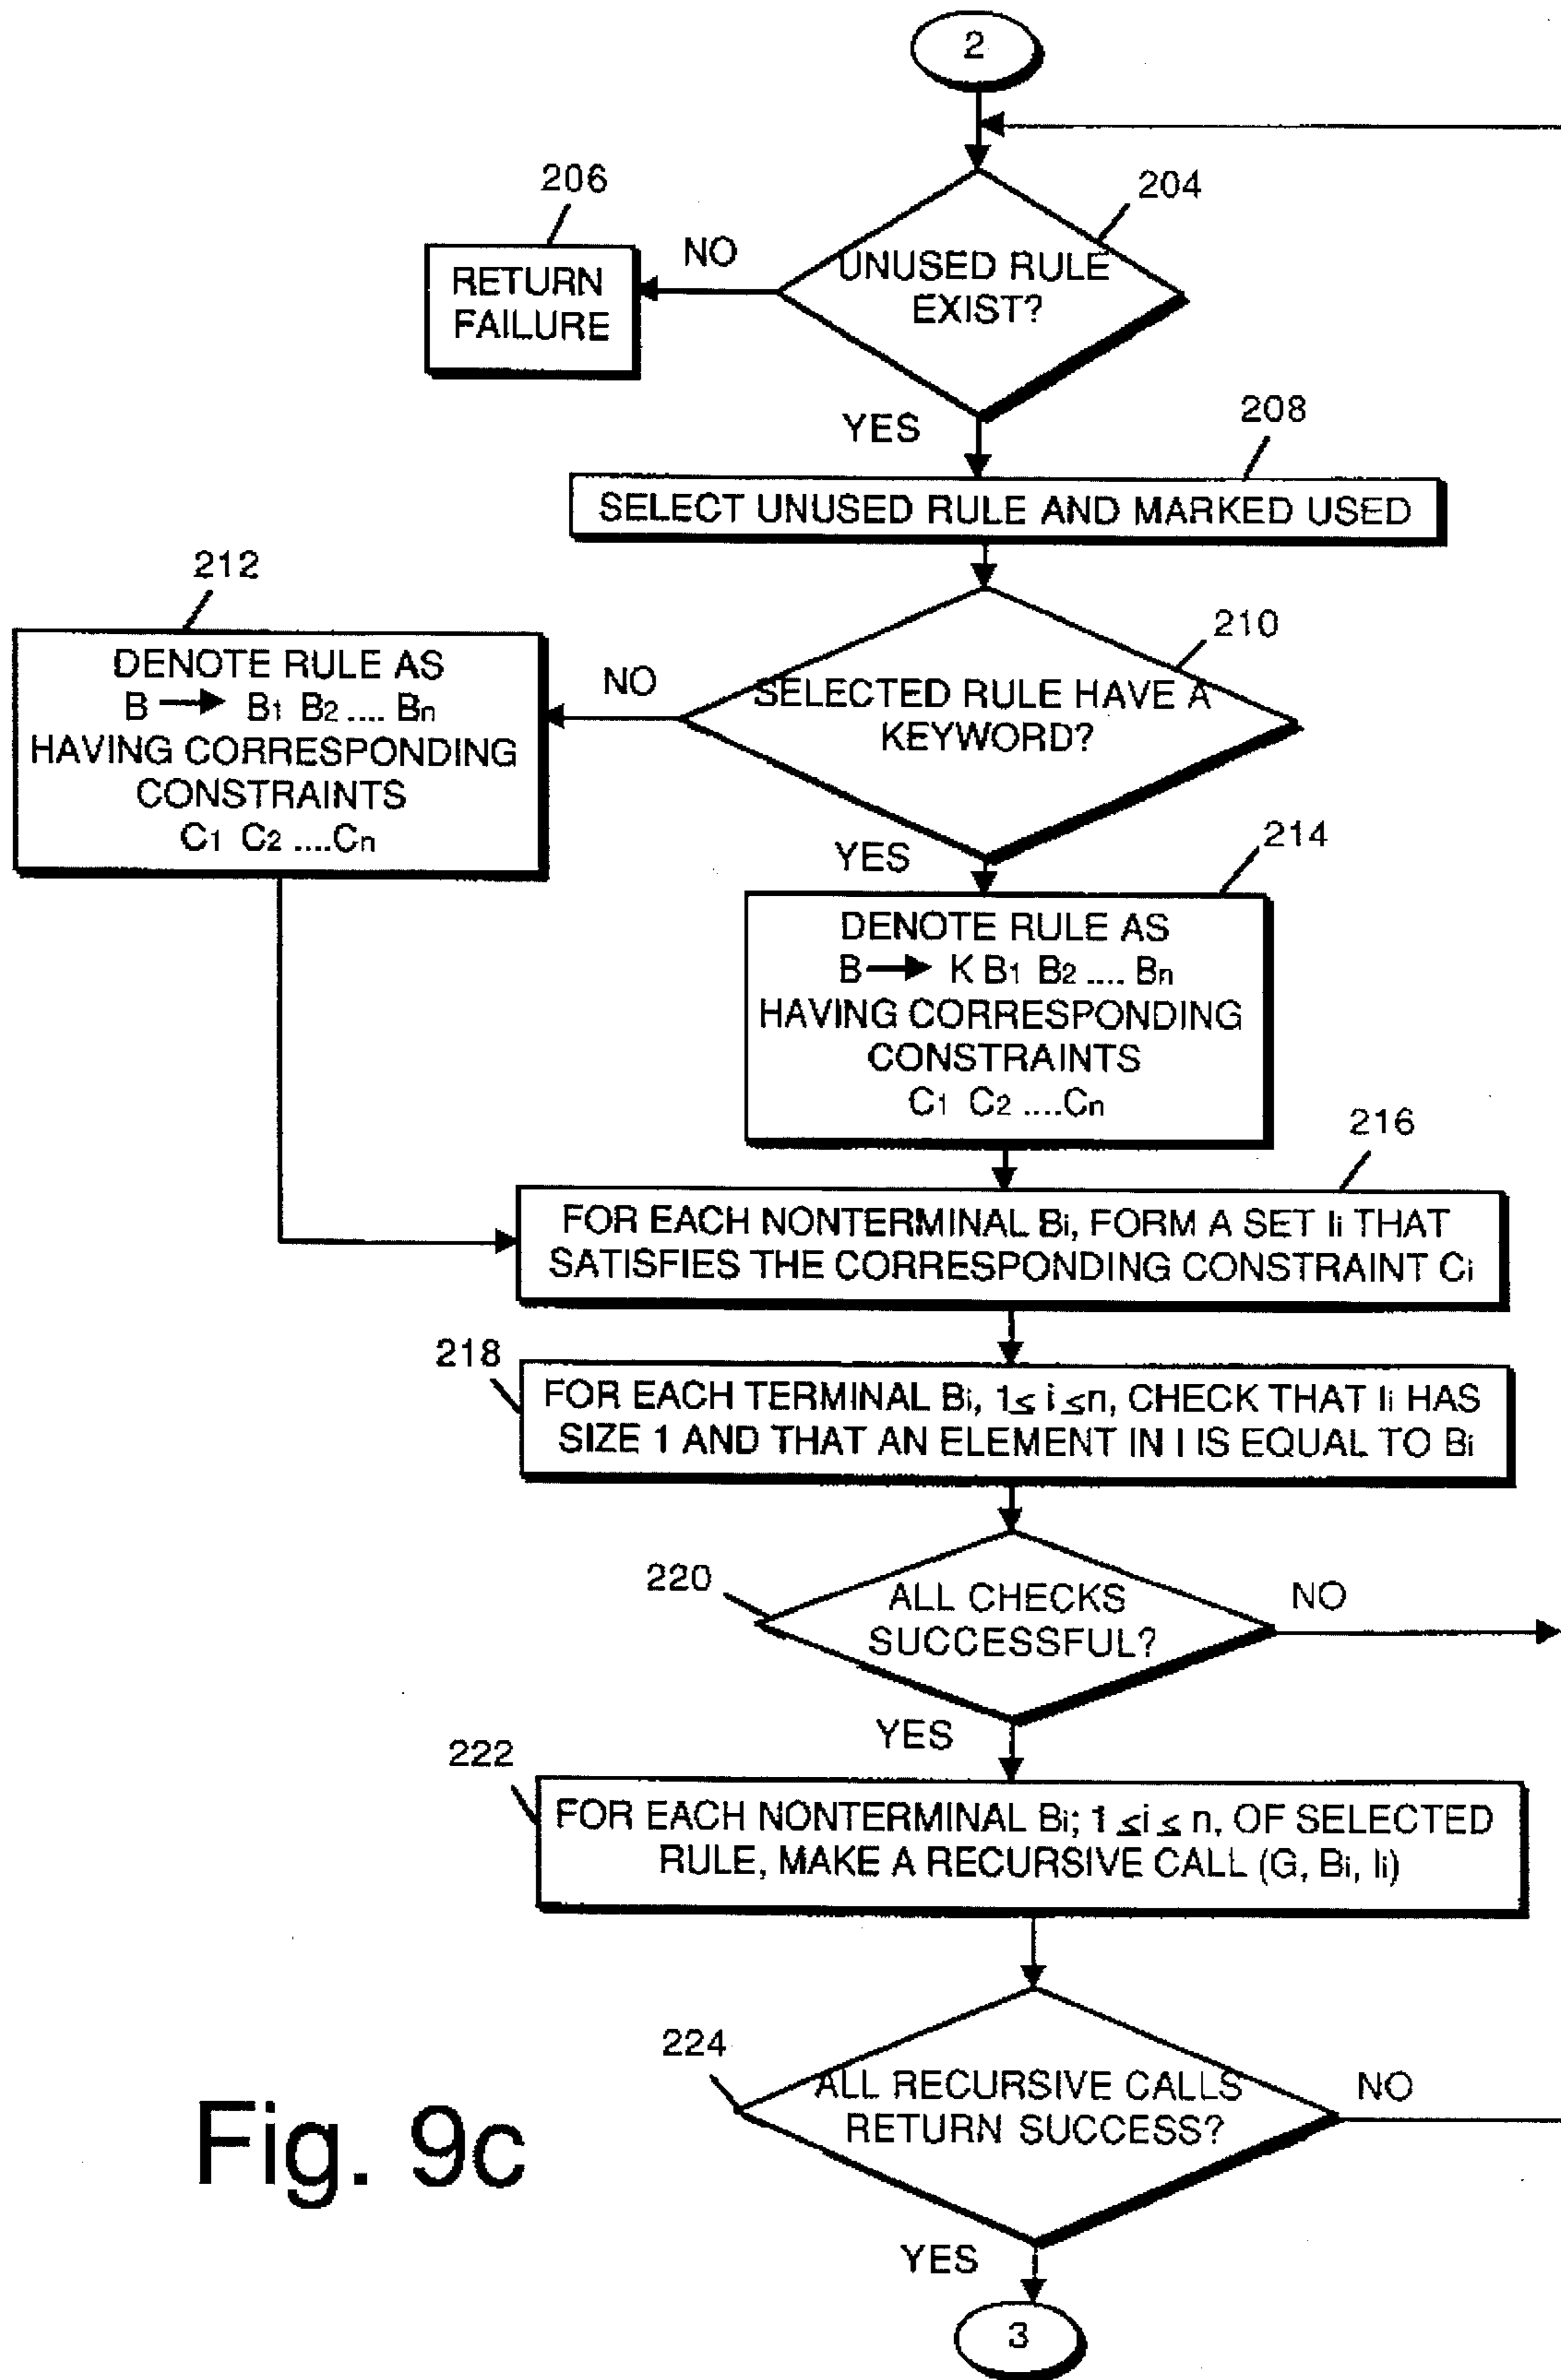 2
204
206
UNUSED RULE
EXIST?
NO
RETURN
FAILURE
YES
208
SELECT UNUSED RULE AND MARKED USED
210
SELECTED RULE HAVE A
KEYWORD?
NO
212
DENOTE RULE AS
B → B1 B2 .... Bn
HAVING CORRESPONDING
CONSTRAINTS
C1 C2 ....Cn
YES
214
DENOTE RULE AS
B → K B1 B2 .... Bn
HAVING CORRESPONDING
CONSTRAINTS
C1 C2 ....Cn
216
FOR EACH NONTERMINAL Bi, FORM A SET Ii THAT
SATISFIES THE CORRESPONDING CONSTRAINT Ci
218
FOR EACH TERMINAL Bi, 1≤ i ≤n, CHECK THAT Ii HAS
SIZE 1 AND THAT AN ELEMENT IN I IS EQUAL TO Bi
220
ALL CHECKS
SUCCESSFUL?
NO
YES
222
FOR EACH NONTERMINAL Bi; 1 ≤i ≤ n, OF SELECTED
RULE, MAKE A RECURSIVE CALL (G, Bi, Ii)
224
ALL RECURSIVE CALLS
RETURN SUCCESS?
NO
YES
3
Fig. 9c